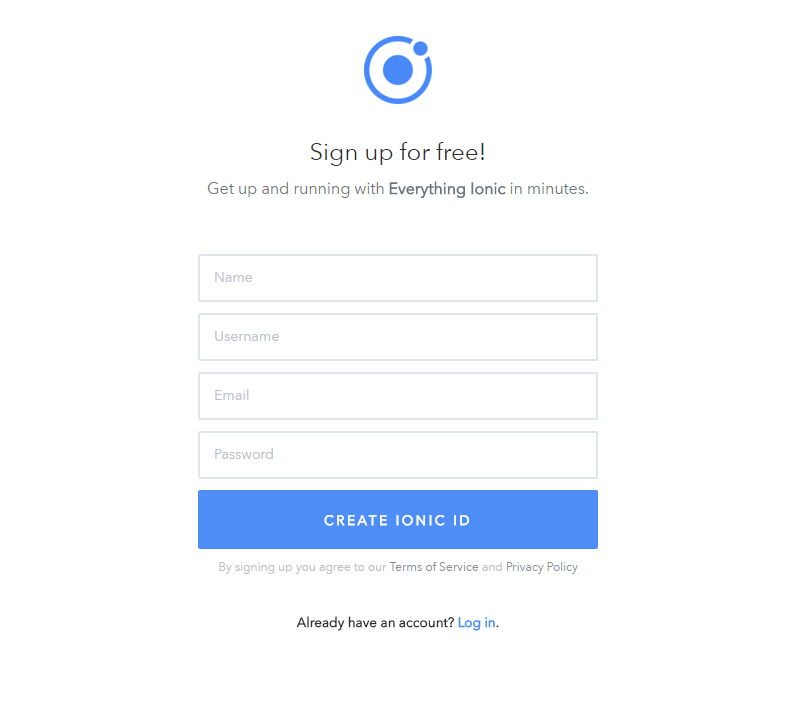 Sign up for free!
Get up and running with Everything Ionic in minutes.
Name
Username
Email
Password
CREATE IONIC ID
By signing up you agree to our Terms of Service and Privacy Policy
Already have an account? Log in.